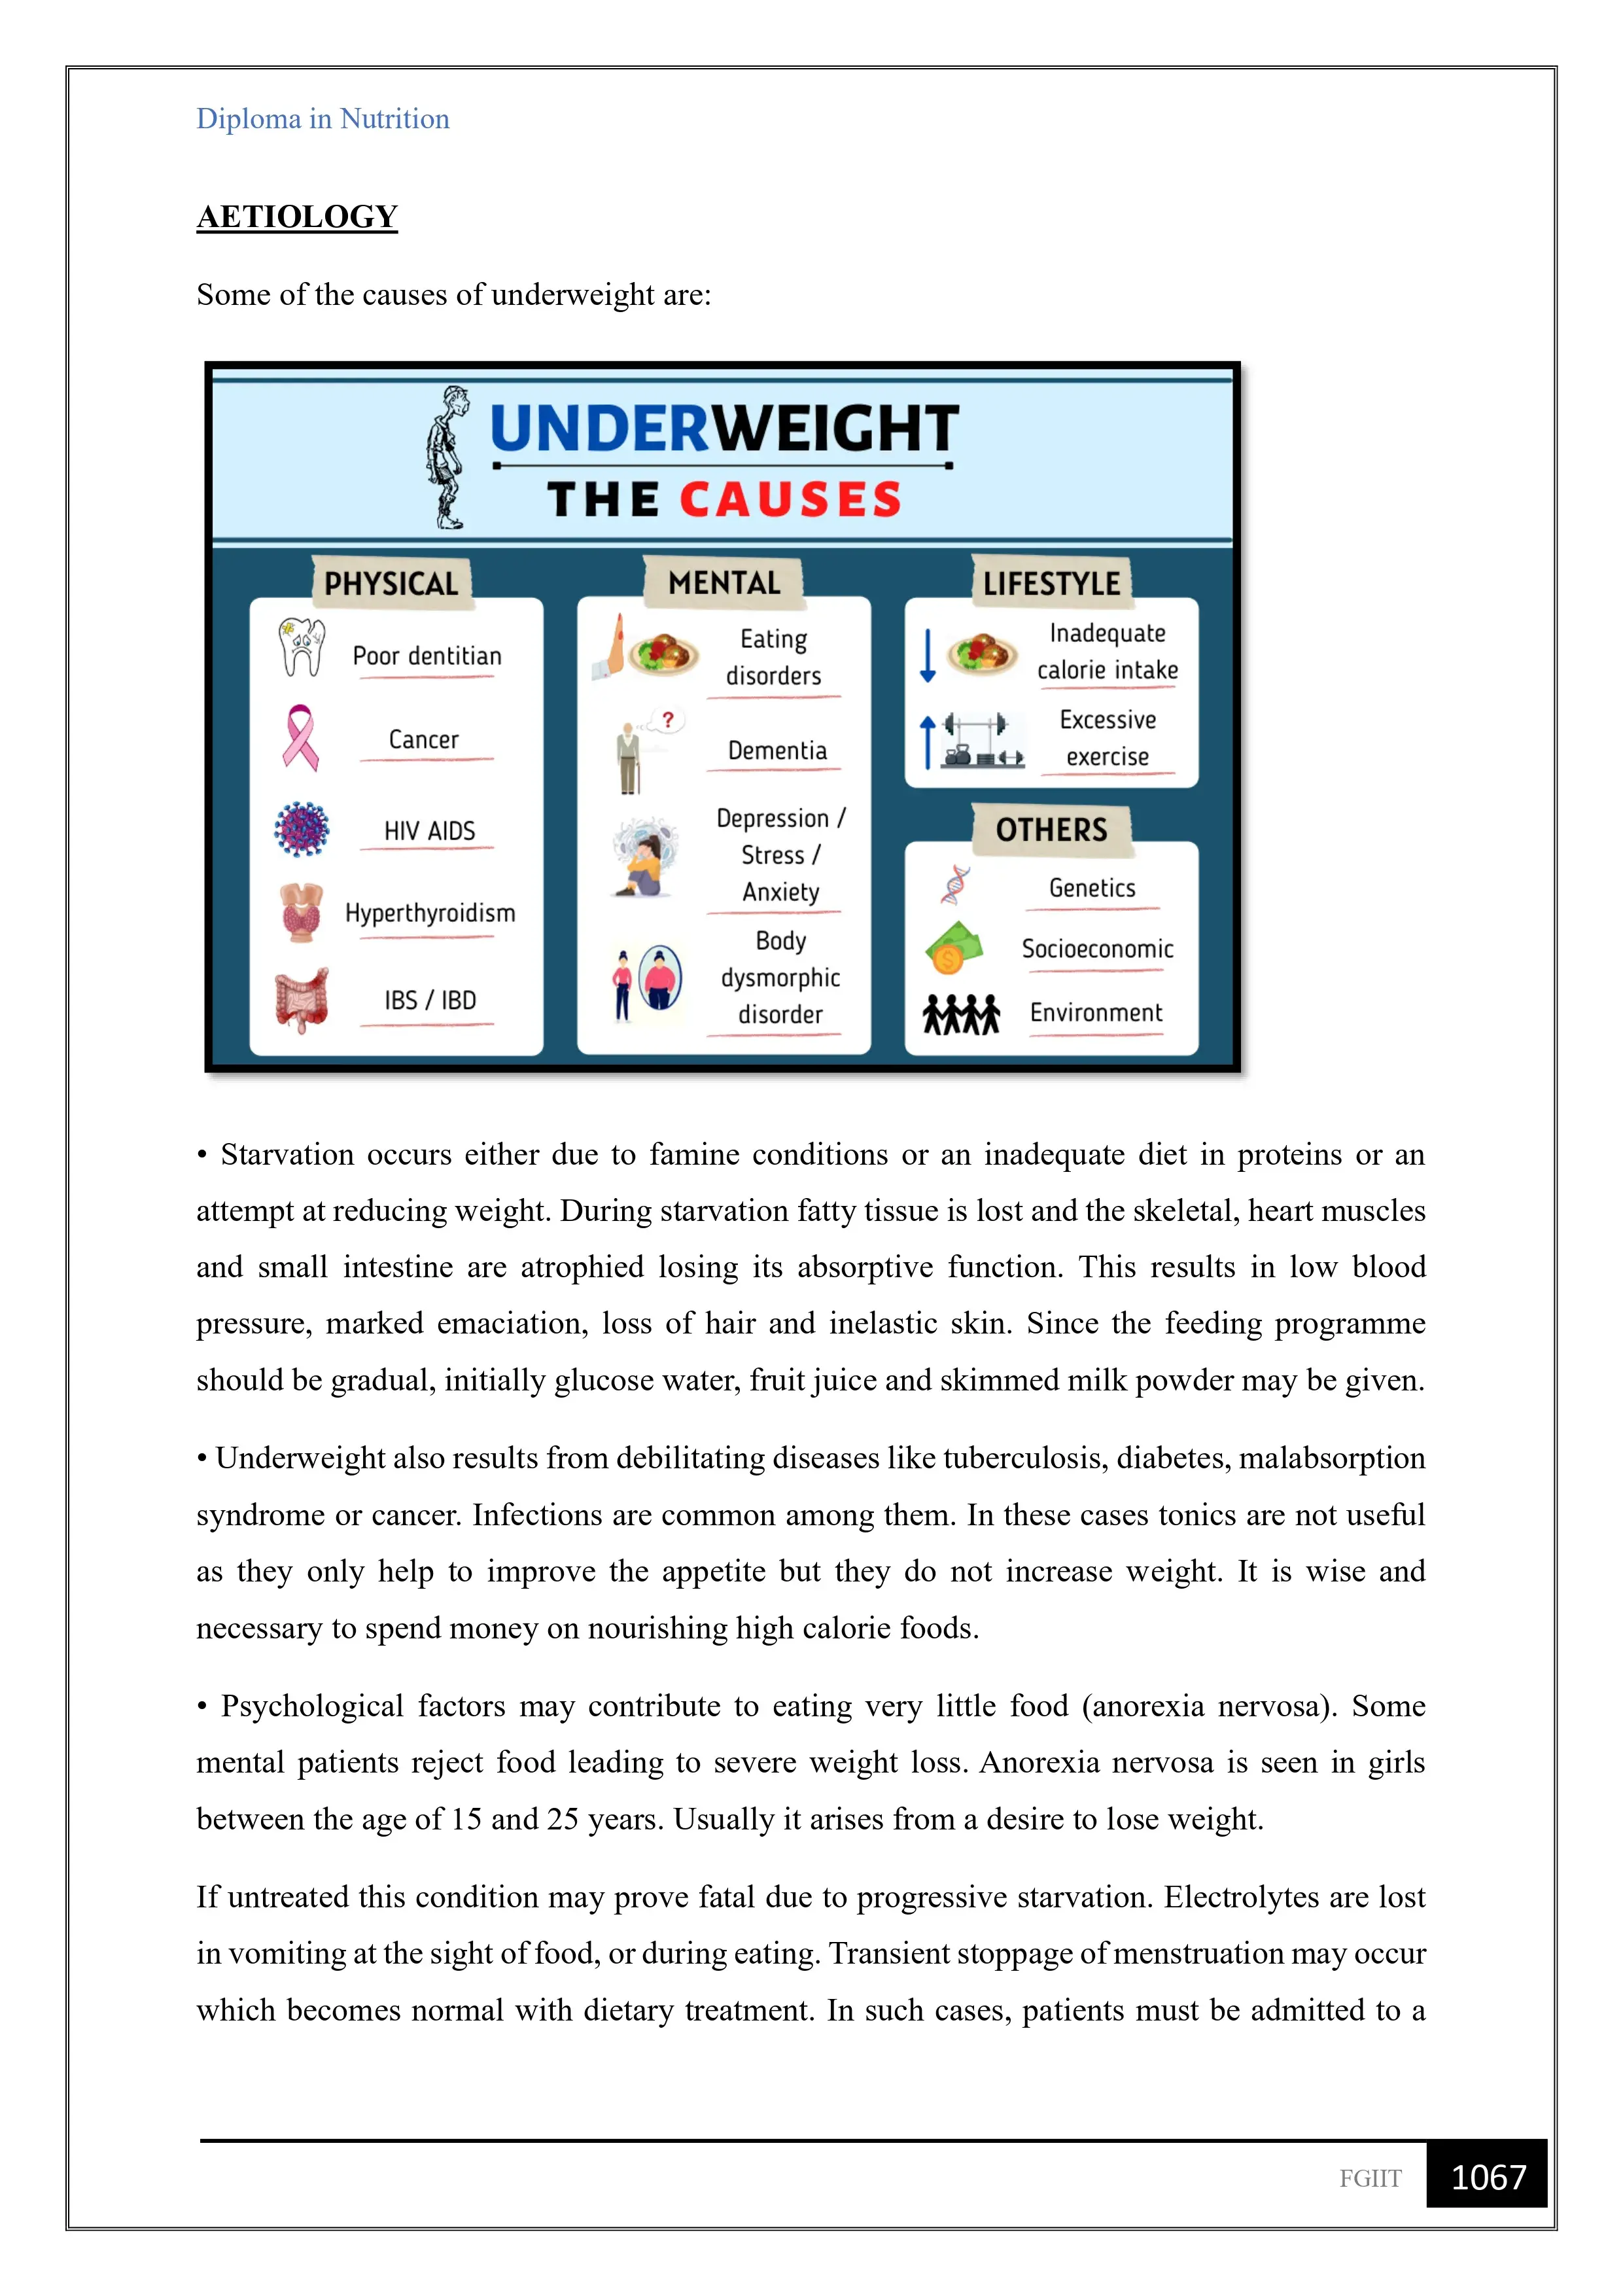 Diploma in Nutrition
AETIOLOGY
Some of the causes of underweight are:
UNDERWEIGHT
THE CAUSES
PHYSICAL
Poor dentitian
Cancer
HIV AIDS
Hyperthyroidism
IBS / IBD
MENTAL
?
Eating
disorders
Dementia
Depression /
Stress /
Anxiety
Body
dysmorphic
disorder
LIFESTYLE
Inadequate
calorie intake
Excessive
exercise
OTHERS
Genetics
$
Socioeconomic
Environment
• Starvation occurs either due to famine conditions or an inadequate diet in proteins or an
attempt at reducing weight. During starvation fatty tissue is lost and the skeletal, heart muscles
and small intestine are atrophied losing its absorptive function. This results in low blood
pressure, marked emaciation, loss of hair and inelastic skin. Since the feeding programme
should be gradual, initially glucose water, fruit juice and skimmed milk powder may be given.
• Underweight also results from debilitating diseases like tuberculosis, diabetes, malabsorption
syndrome or cancer. Infections are common among them. In these cases tonics are not useful
as they only help to improve the appetite but they do not increase weight. It is wise and
necessary to spend money on nourishing high calorie foods.
• Psychological factors may contribute to eating very little food (anorexia nervosa). Some
mental patients reject food leading to severe weight loss. Anorexia nervosa is seen in girls
between the age of 15 and 25 years. Usually it arises from a desire to lose weight.
If untreated this condition may prove fatal due to progressive starvation. Electrolytes are lost
in vomiting at the sight of food, or during eating. Transient stoppage of menstruation may occur
which becomes normal with dietary treatment. In such cases, patients must be admitted to a
FGIIT 1067